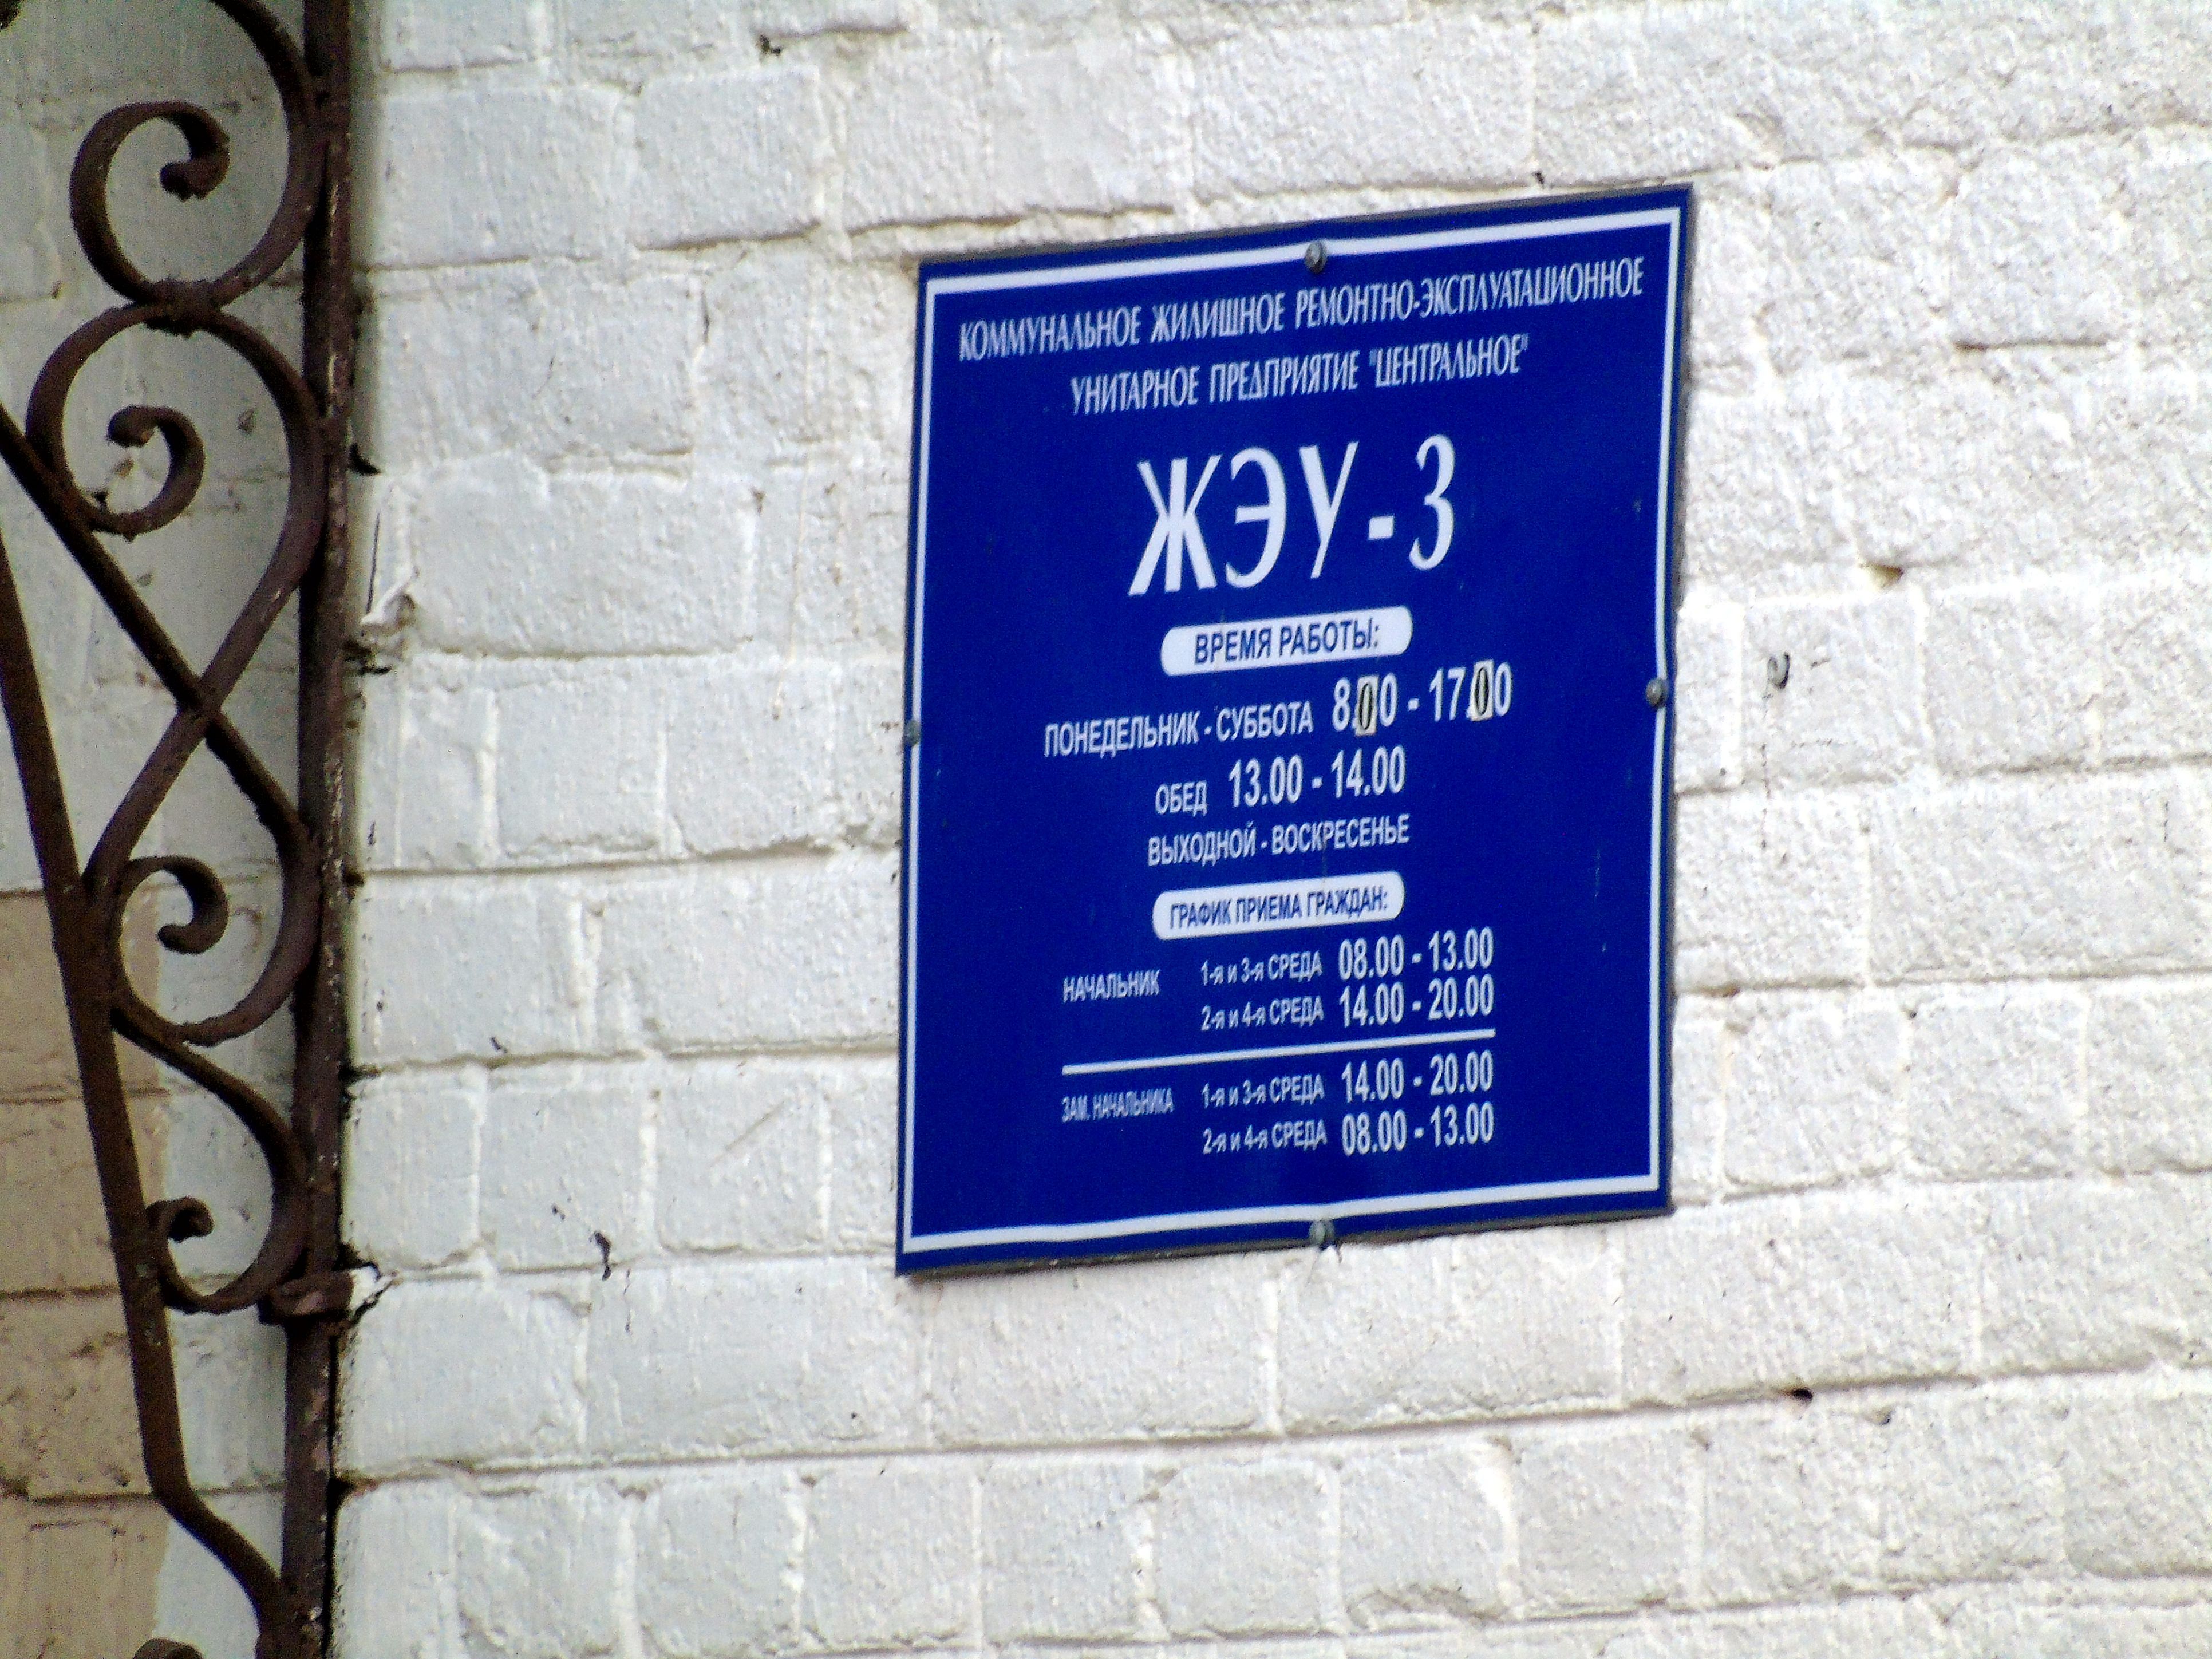 КОММУНАЛЬНОЕ ЖИЛИЩНОЕ РЕМОНТНО-ЭКСПЛУАТАЦИОННОЕ
УНИТАРНОЕ ПРЕДПРИЯТИЕ "ЦЕНТРАЛЬНОЕ"
ЖЭУ - 3
ВРЕМЯ РАБОТЫ:
ПОНЕДЕЛЬНИК - СУББОТА 8.00 - 17.00
ОБЕД 13.00 - 14.00
ВЫХОДНОЙ - ВОСКРЕСЕНЬЕ
ГРАФИК ПРИЕМА ГРАЖДАН:
НАЧАЛЬНИК 1-я и 3-я СРЕДА 08.00 - 13.00
2-я и 4-я СРЕДА 14.00 - 20.00
ЗАМ. НАЧАЛЬНИКА 1-я и 3-я СРЕДА 14.00 - 20.00
2-я и 4-я СРЕДА 08.00 - 13.00